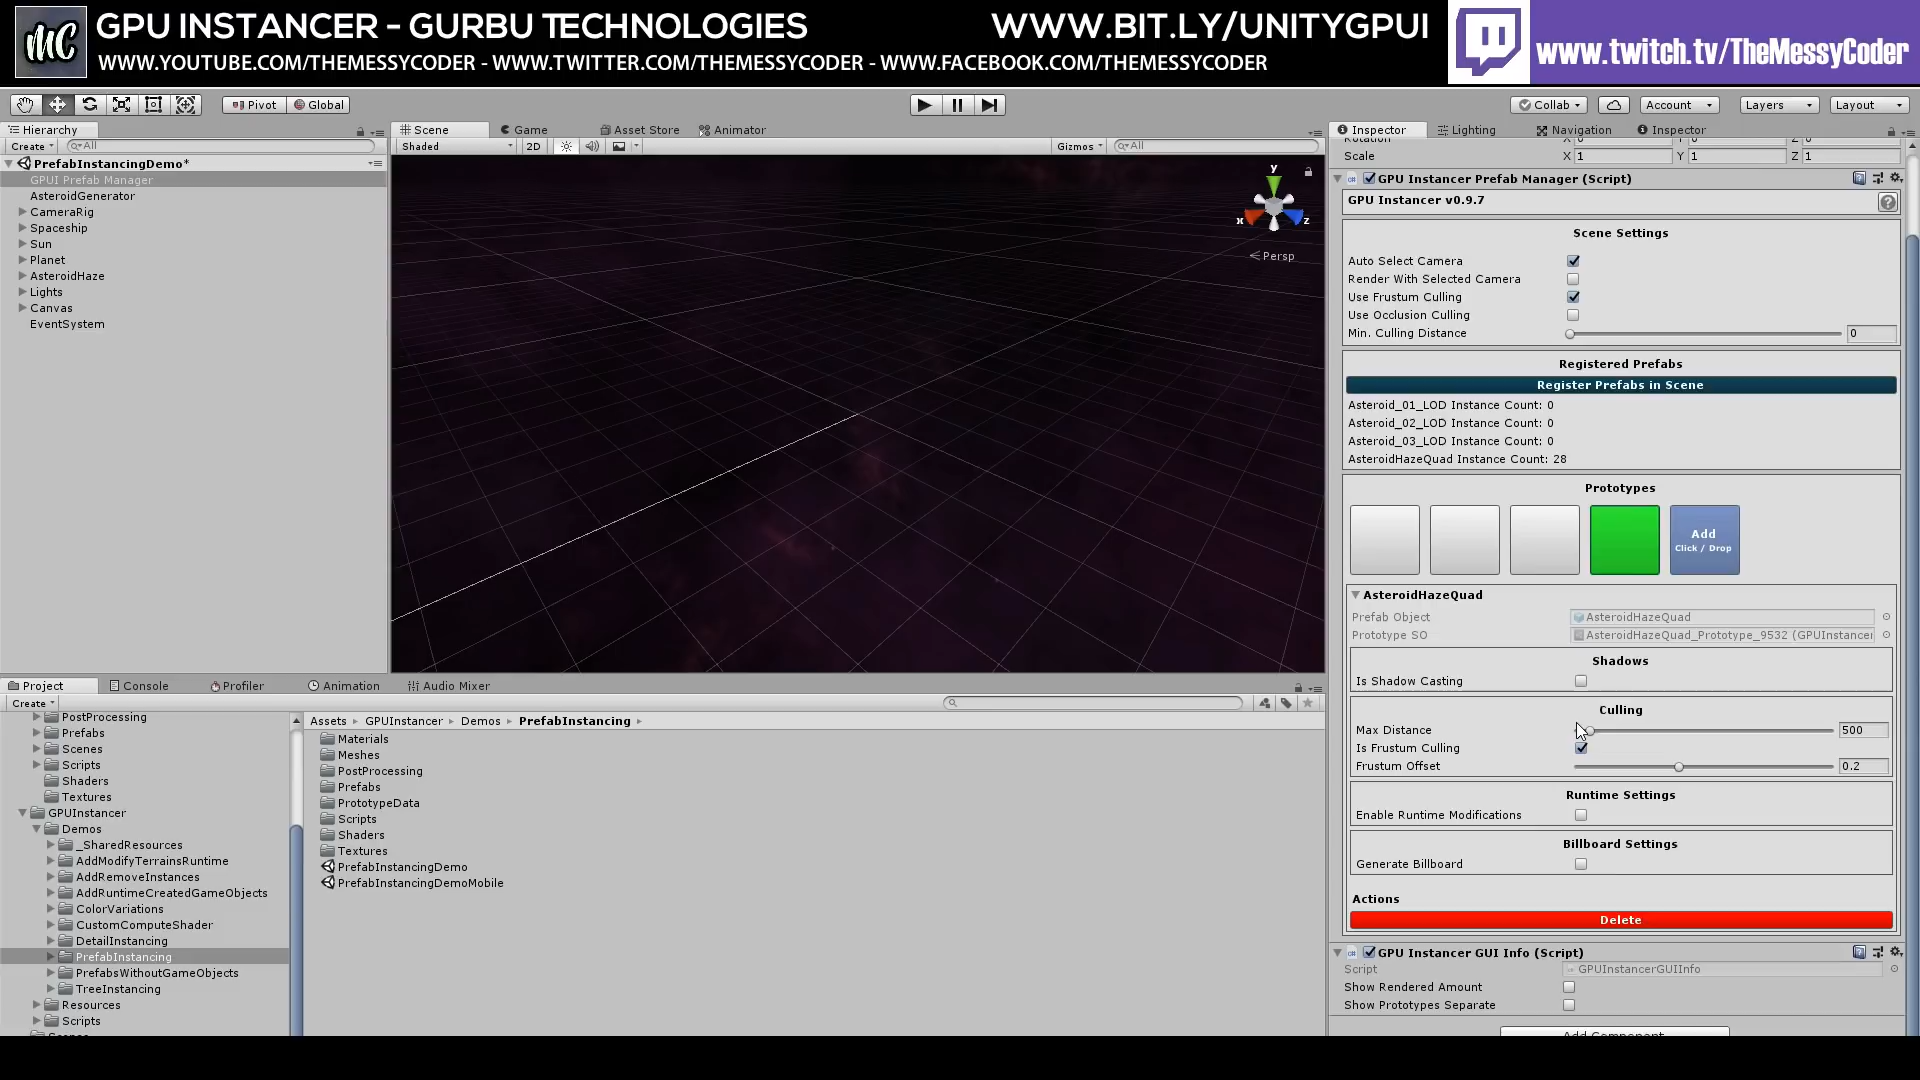 MC
GPU INSTANCER - GURBU TECHNOLOGIES
WWW.BIT.LY/UNITYGPUI
WWW.YOUTUBE.COM/THEMESSYCODER - WWW.TWITTER.COM/THEMESSYCODER - WWW.FACEBOOK.COM/THEMESSYCODER
www.twitch.tv/TheMessyCoder
Pivot
Global
Collab
Account
Layers
Layout
Hierarchy
Create
All
PrefabInstancingDemo*
GPUI Prefab Manager
AsteroidGenerator
CameraRig
Spaceship
Sun
Planet
AsteroidHaze
Lights
Canvas
EventSystem
Scene
Game
Asset Store
Animator
Shaded
2D
Gizmos
All
y
x
z
Persp
Inspector
Lighting
Navigation
Inspector
Rotation
Scale
X 1
Y 1
Z 1
GPU Instancer Prefab Manager (Script)
GPU Instancer v0.9.7
Scene Settings
Auto Select Camera
Render With Selected Camera
Use Frustum Culling
Use Occlusion Culling
Min. Culling Distance
0
Registered Prefabs
Register Prefabs in Scene
Asteroid_01_LOD Instance Count: 0
Asteroid_02_LOD Instance Count: 0
Asteroid_03_LOD Instance Count: 0
AsteroidHazeQuad Instance Count: 28
Prototypes
Add
Click / Drop
AsteroidHazeQuad
Prefab Object
AsteroidHazeQuad
Prototype SO
AsteroidHazeQuad_Prototype_9532 (GPUInstancer
Shadows
Is Shadow Casting
Culling
Max Distance
500
Is Frustum Culling
Frustum Offset
0.2
Runtime Settings
Enable Runtime Modifications
Billboard Settings
Generate Billboard
Actions
Delete
GPU Instancer GUI Info (Script)
Script
GPUInstancerGUIInfo
Show Rendered Amount
Show Prototypes Separate
Add Component
Project
Console
Profiler
Animation
Audio Mixer
Create
PostProcessing
Prefabs
Scenes
Scripts
Shaders
Textures
GPUInstancer
Demos
_SharedResources
AddModifyTerrainsRuntime
AddRemoveInstances
AddRuntimeCreatedGameObjects
ColorVariations
CustomComputeShader
DetailInstancing
PrefabInstancing
PrefabsWithoutGameObjects
TreeInstancing
Resources
Scripts
Assets
GPUInstancer
Demos
PrefabInstancing
Materials
Meshes
PostProcessing
Prefabs
PrototypeData
Scripts
Shaders
Textures
PrefabInstancingDemo
PrefabInstancingDemoMobile